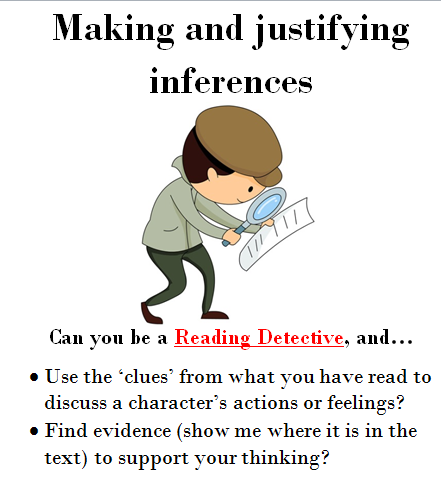 Making and justifying
inferences
Can you be a Reading Detective, and…
• Use the ‘clues’ from what you have read to
discuss a character’s actions or feelings?
• Find evidence (show me where it is in the
text) to support your thinking?